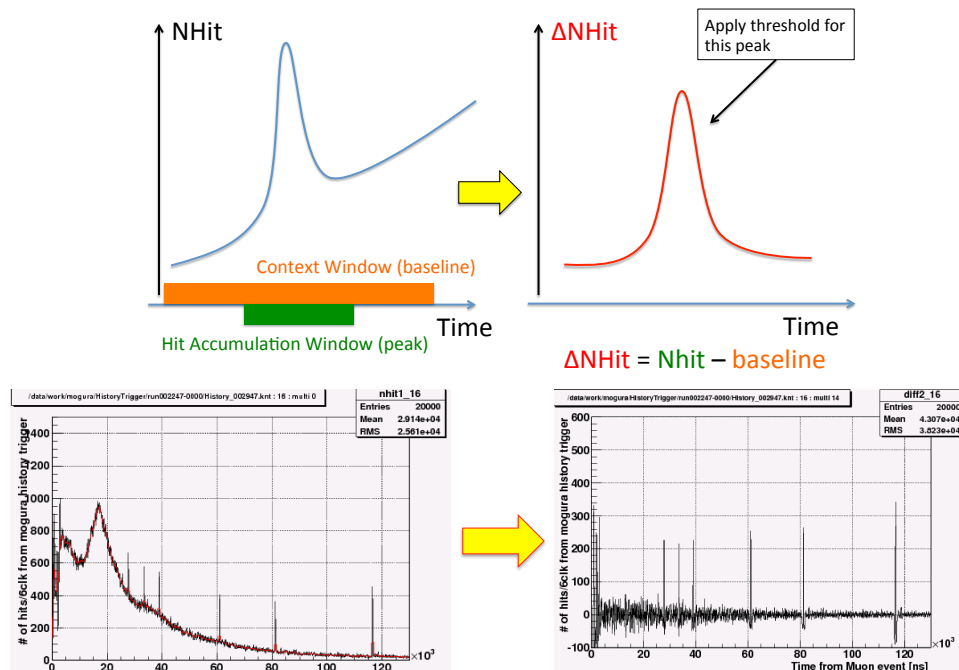 NHit
ΔNHit
Apply threshold for
this peak
Context Window (baseline)
Time
Hit Accumulation Window (peak)
Time
ΔNHit = Nhit – baseline
/data/work/mogura/HistoryTrigger/run002247-0000/History_002947.knt : 16 : multi 0
nhit1_16
Entries 20000
Mean 2.914e+04
RMS 2.561e+04
# of hits/6clk from mogura history trigger
1400
1200
1000
800
600
400
200
0
0 20 40 60 80 100 120
×10³
/data/work/mogura/HistoryTrigger/run002247-0000/History_002947.knt : 16 : multi 14
diff2_16
Entries 20000
Mean 4.307e+04
RMS 3.823e+04
# of hits/6clk from mogura history trigger
600
500
400
300
200
100
0
-100
0 20 40 60 80 100 120
×10³
Time from Muon event [ns]